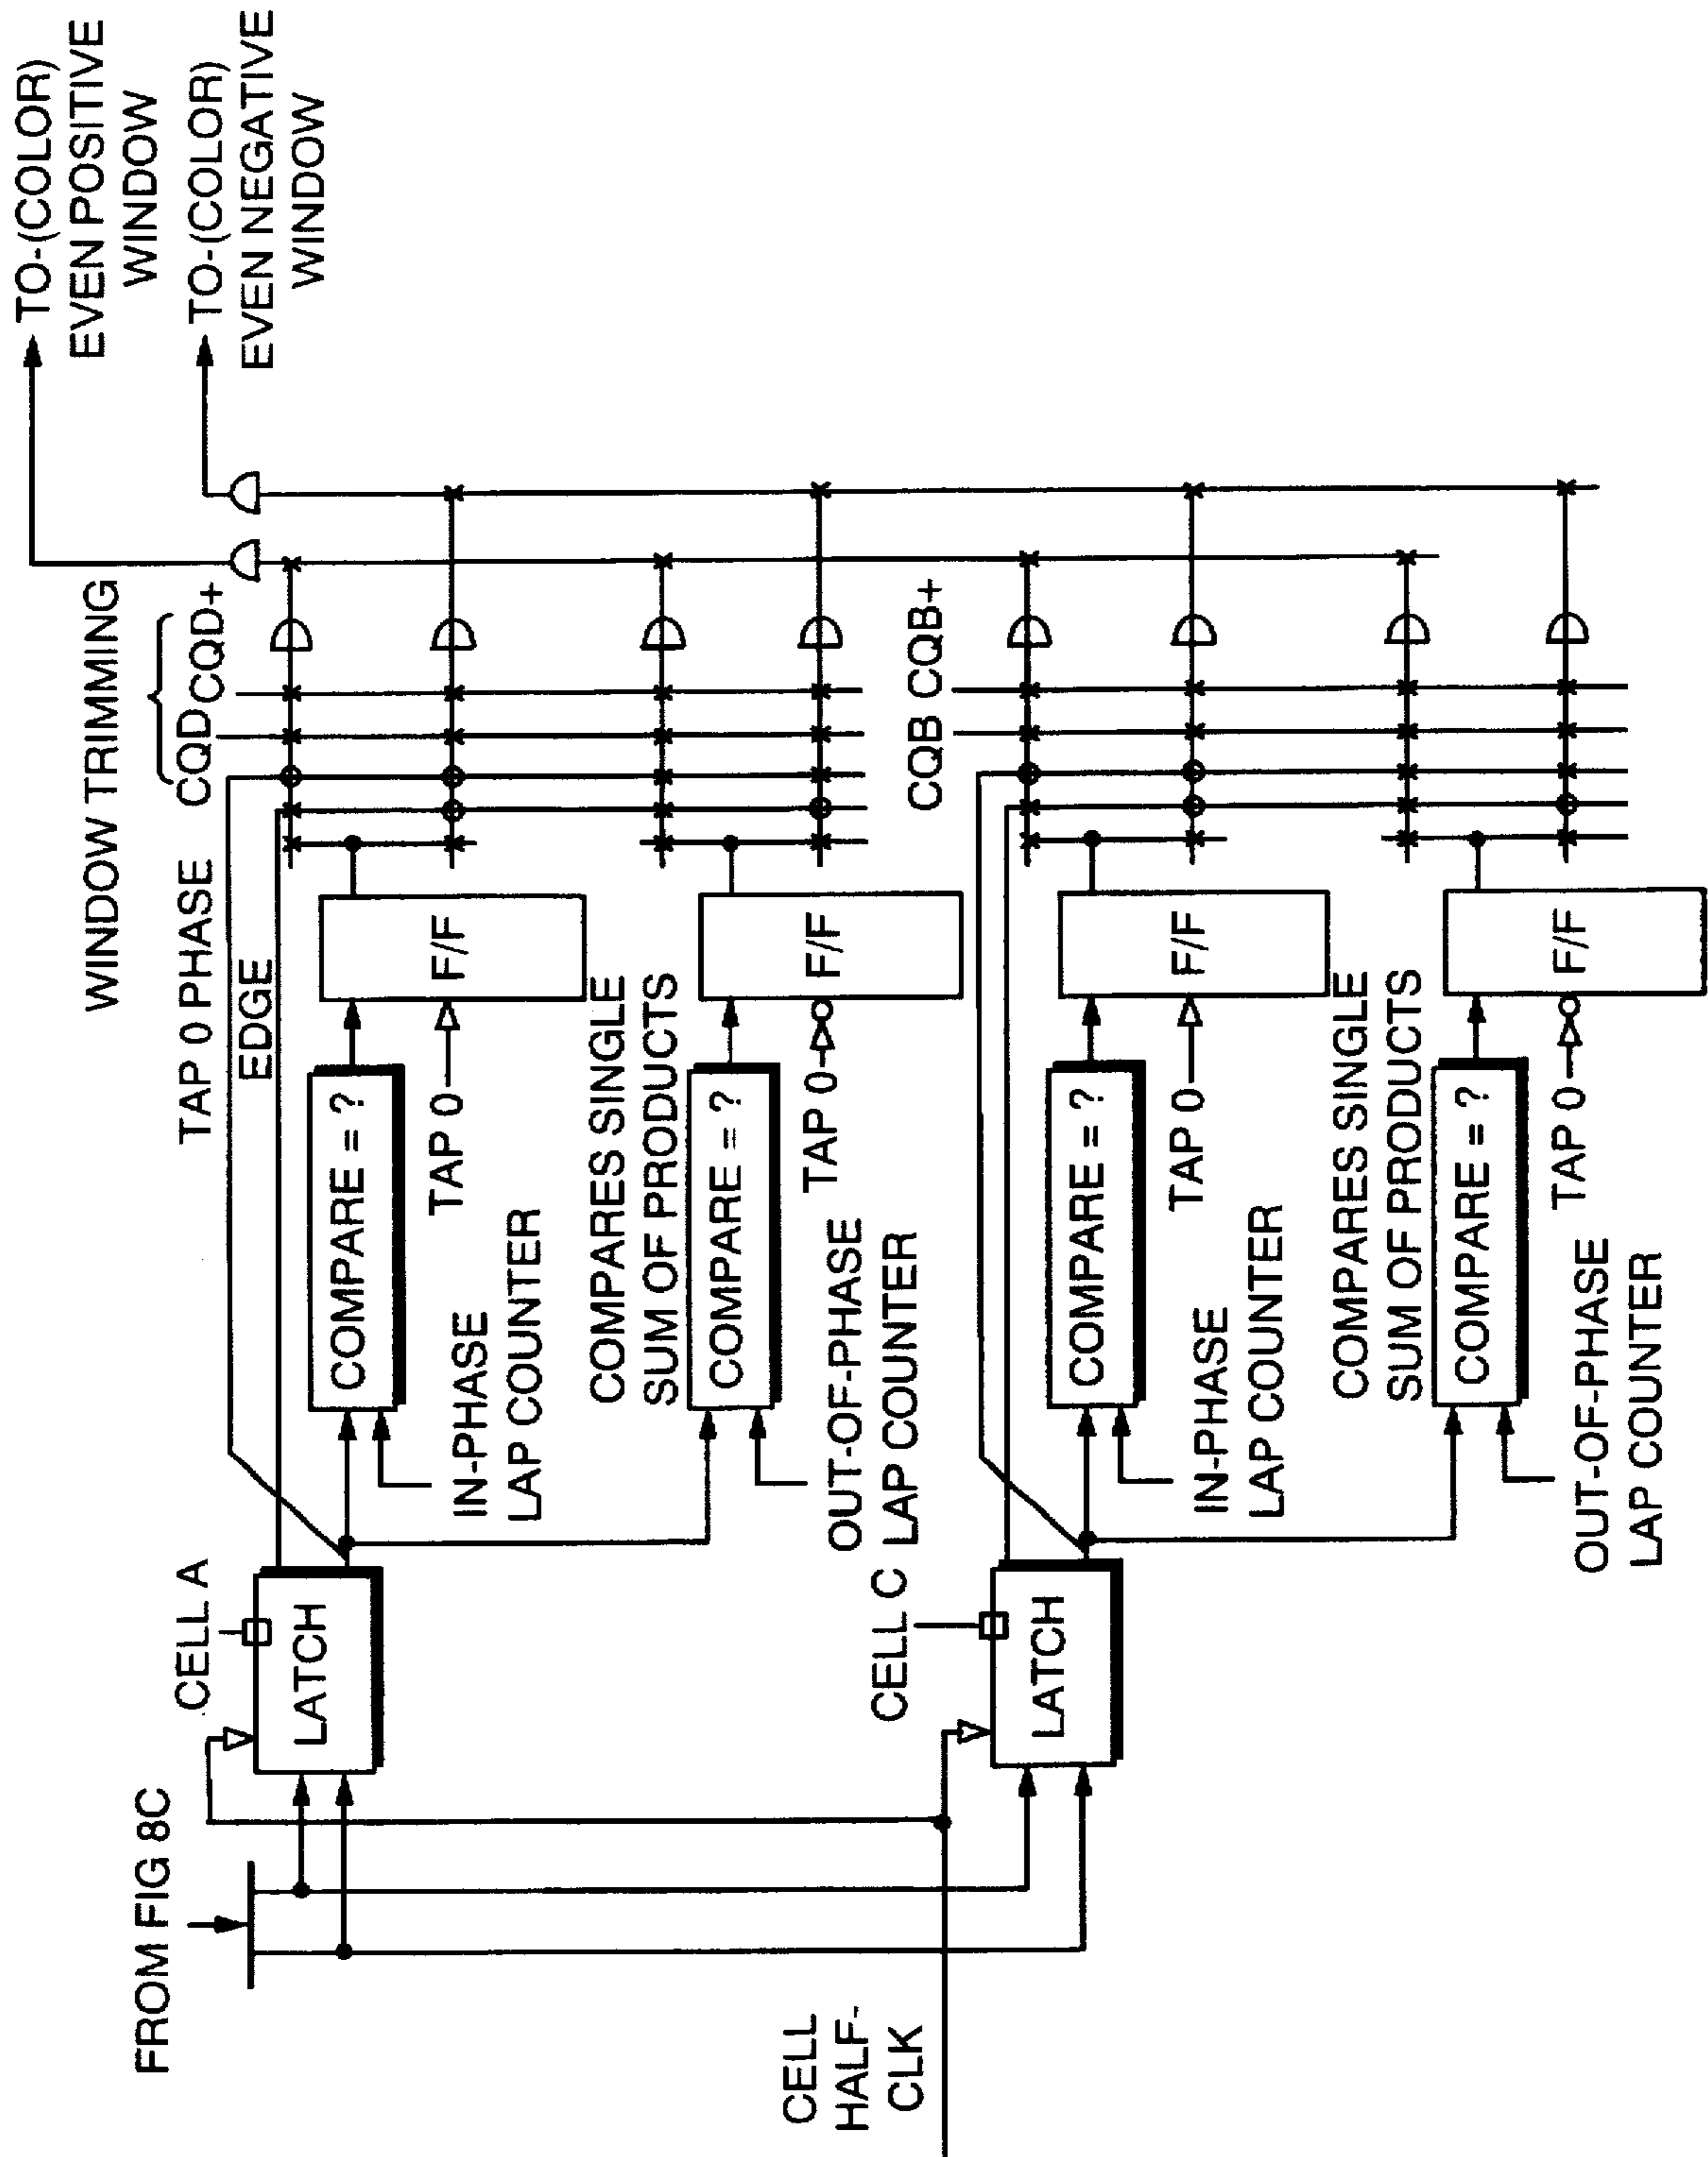 FROM FIG 8C
CELL
HALF-
CLK
CELL A
LATCH
CELL C
LATCH
TAP 0 PHASE
EDGE
WINDOW TRIMMING
CQD
CQD+
COMPARE = ?
IN-PHASE
LAP COUNTER
TAP 0
F/F
COMPARES SINGLE
SUM OF PRODUCTS
COMPARE = ?
OUT-OF-PHASE
LAP COUNTER
TAP 0
F/F
CQB
CQB+
COMPARE = ?
IN-PHASE
LAP COUNTER
TAP 0
F/F
COMPARES SINGLE
SUM OF PRODUCTS
COMPARE = ?
OUT-OF-PHASE
LAP COUNTER
TAP 0
F/F
TO-(COLOR)
EVEN POSITIVE
WINDOW
TO-(COLOR)
EVEN NEGATIVE
WINDOW